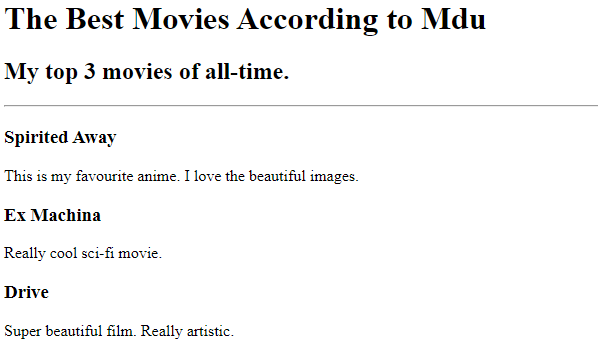 The Best Movies According to Mdu
My top 3 movies of all-time.
Spirited Away
This is my favourite anime. I love the beautiful images.
Ex Machina
Really cool sci-fi movie.
Drive
Super beautiful film. Really artistic.